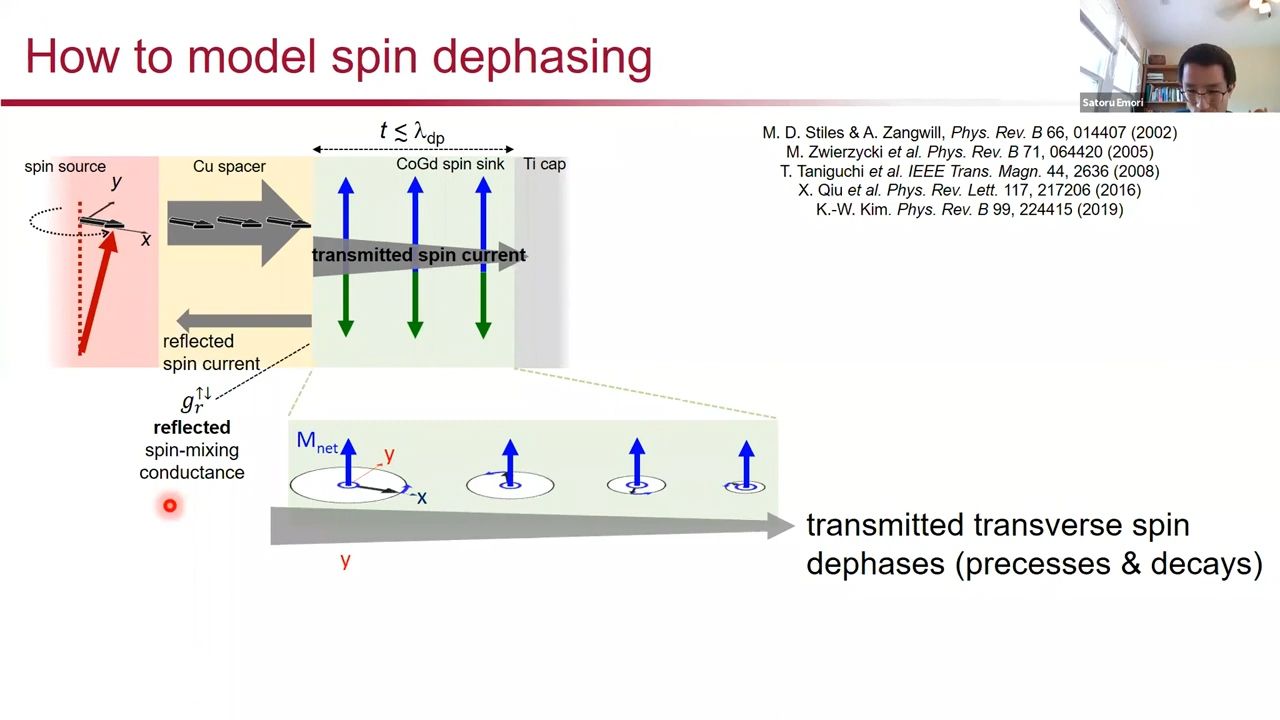 How to model spin dephasing
Satoru Emori
M. D. Stiles & A. Zangwill, Phys. Rev. B 66, 014407 (2002)
M. Zwierzycki et al. Phys. Rev. B 71, 064420 (2005)
T. Taniguchi et al. IEEE Trans. Magn. 44, 2636 (2008)
X. Qiu et al. Phys. Rev. Lett. 117, 217206 (2016)
K.-W. Kim. Phys. Rev. B 99, 224415 (2019)
t ≲ λdp
spin source
Cu spacer
CoGd spin sink
Ti cap
y
x
transmitted spin current
reflected
spin current
gr↑↓
reflected
spin-mixing
conductance
Mnet
y
x
y
transmitted transverse spin
dephases (precesses & decays)